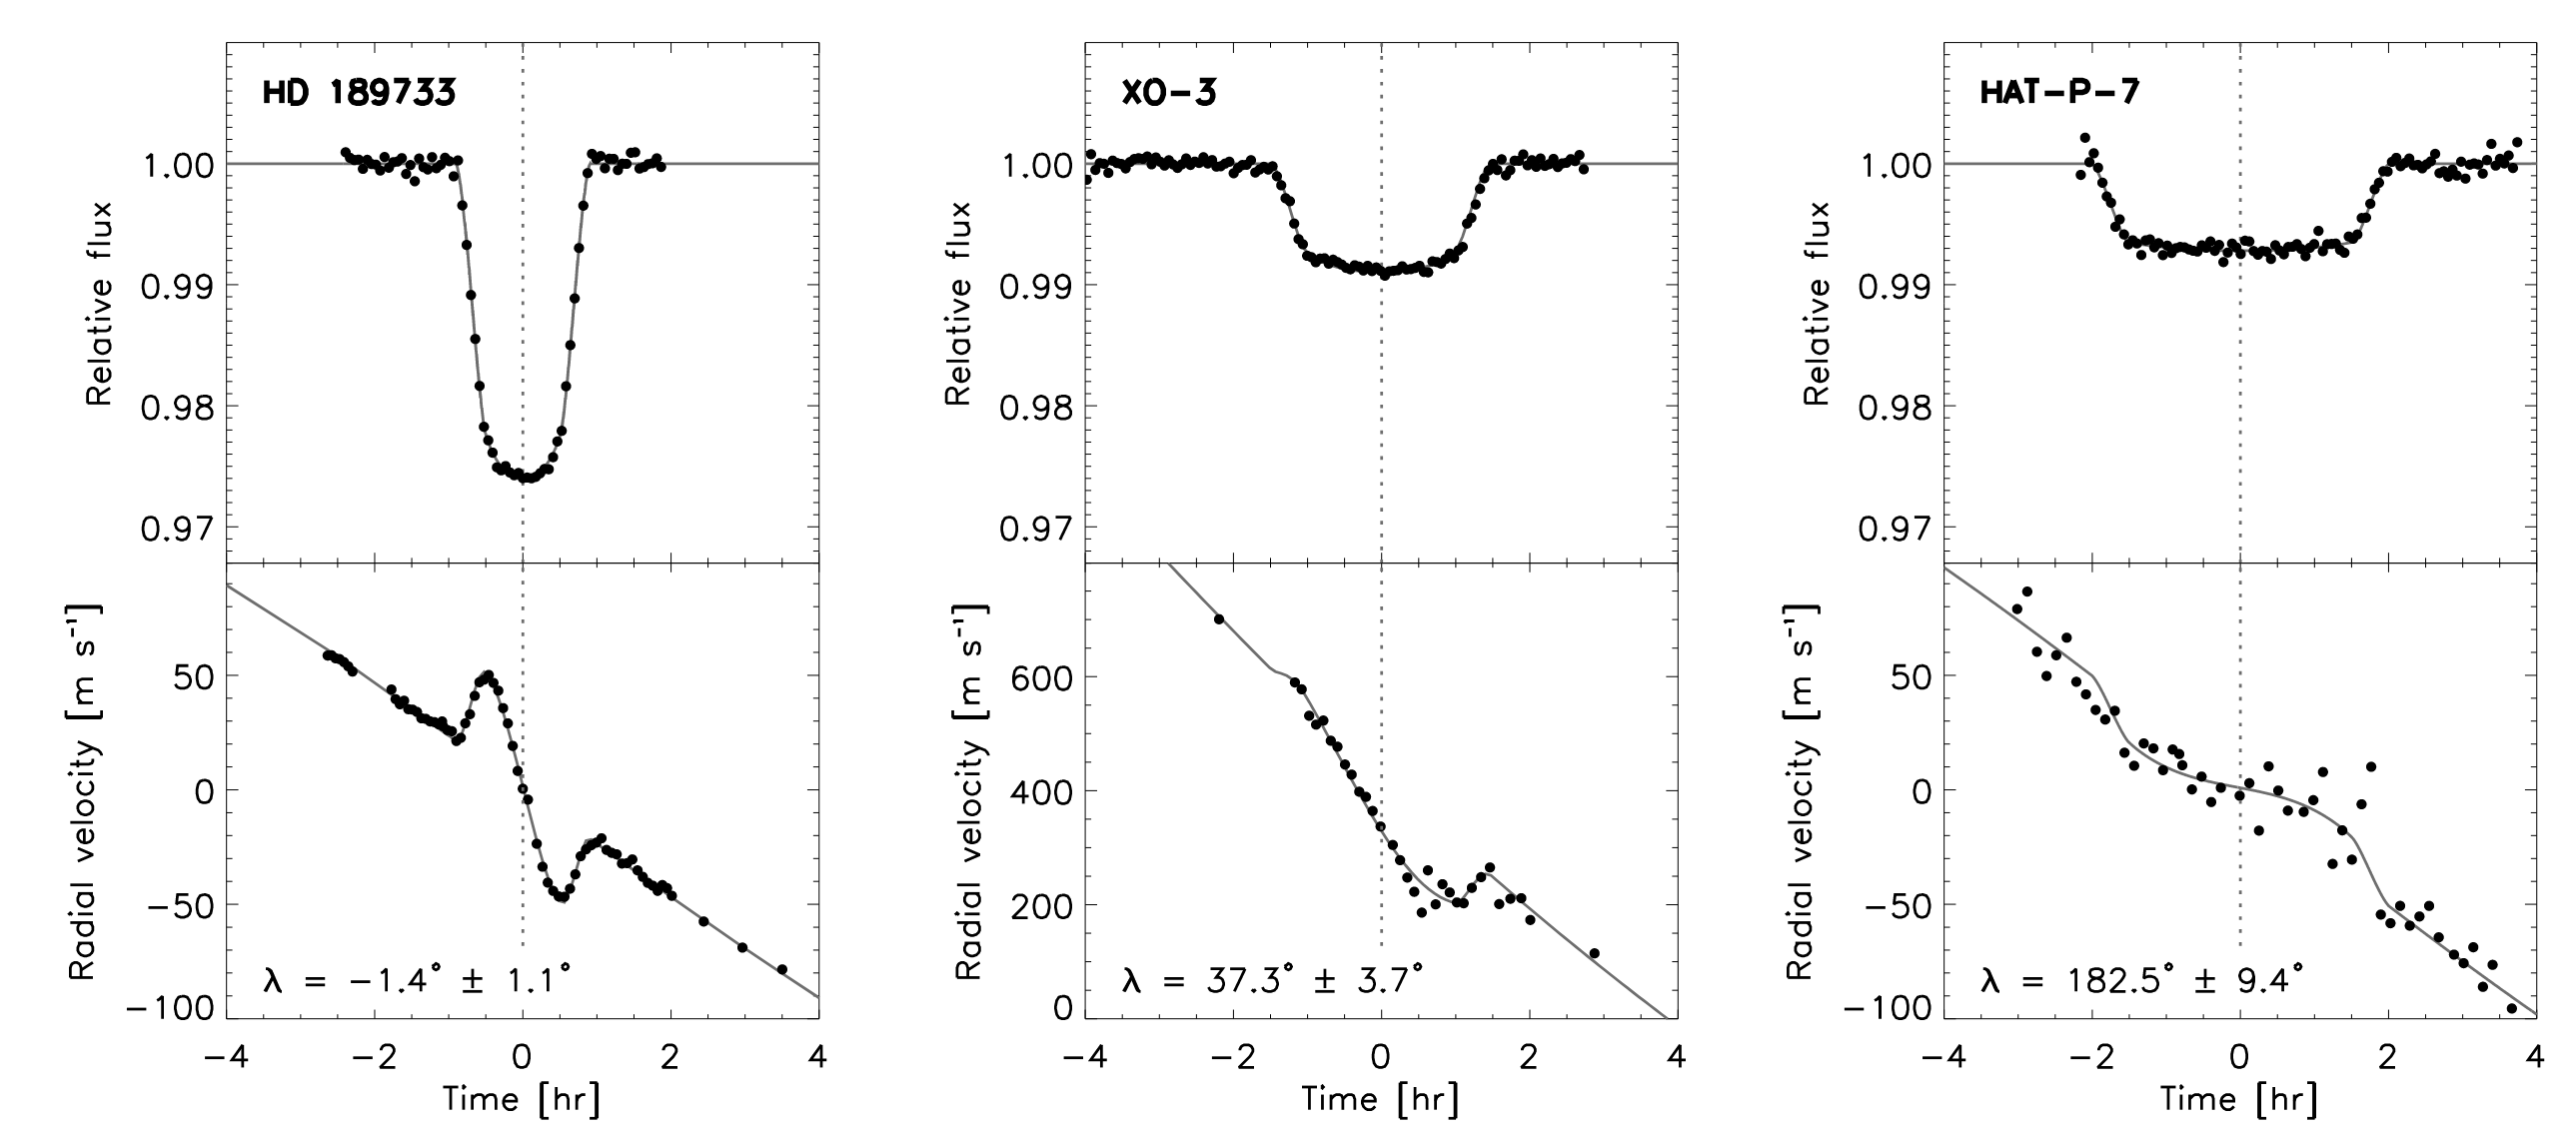 HD 189733
XO-3
HAT-P-7
1.00
0.99
0.98
0.97
Relative flux
1.00
0.99
0.98
0.97
Relative flux
1.00
0.99
0.98
0.97
Relative flux
50
0
−50
−100
Radial velocity [m s⁻¹]
λ = −1.4° ± 1.1°
600
400
200
0
Radial velocity [m s⁻¹]
λ = 37.3° ± 3.7°
50
0
−50
−100
Radial velocity [m s⁻¹]
λ = 182.5° ± 9.4°
−4 −2 0 2 4
Time [hr]
−4 −2 0 2 4
Time [hr]
−4 −2 0 2 4
Time [hr]